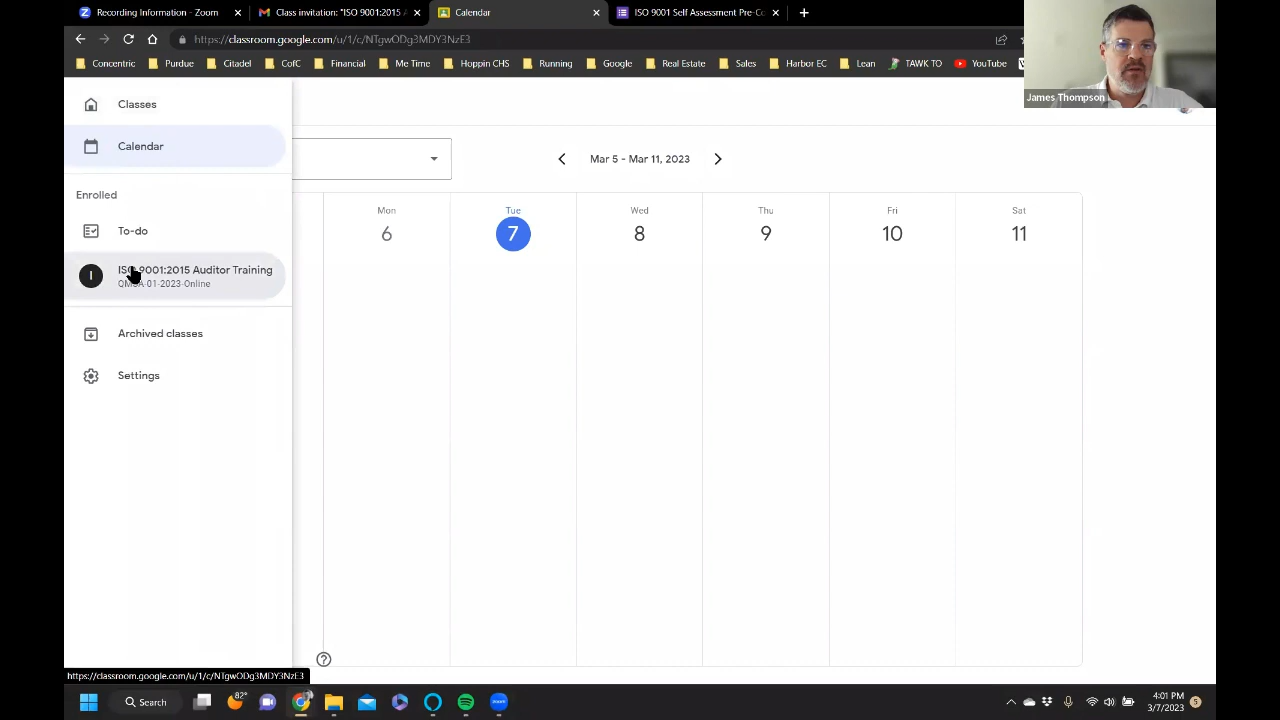 Recording Information - Zoom
Class invitation: "ISO 9001:2015 A
Calendar
ISO 9001 Self Assessment Pre-Co
https://classroom.google.com/u/1/c/NTgwODg3MDY3NzE3
Concentric
Purdue
Citadel
CofC
Financial
Me Time
Hoppin CHS
Running
Google
Real Estate
Sales
Harbor EC
Lean
TAWK TO
YouTube
James Thompson
Classes
Calendar
Mar 5 - Mar 11, 2023
Enrolled
Mon
Tue
Wed
Thu
Fri
Sat
6
7
8
9
10
11
To-do
I
ISO 9001:2015 Auditor Training
QMSA-01-2023-Online
Archived classes
Settings
https://classroom.google.com/u/1/c/NTgwODg3MDY3NzE3
Search
82°
zoom
4:01 PM
3/7/2023
5